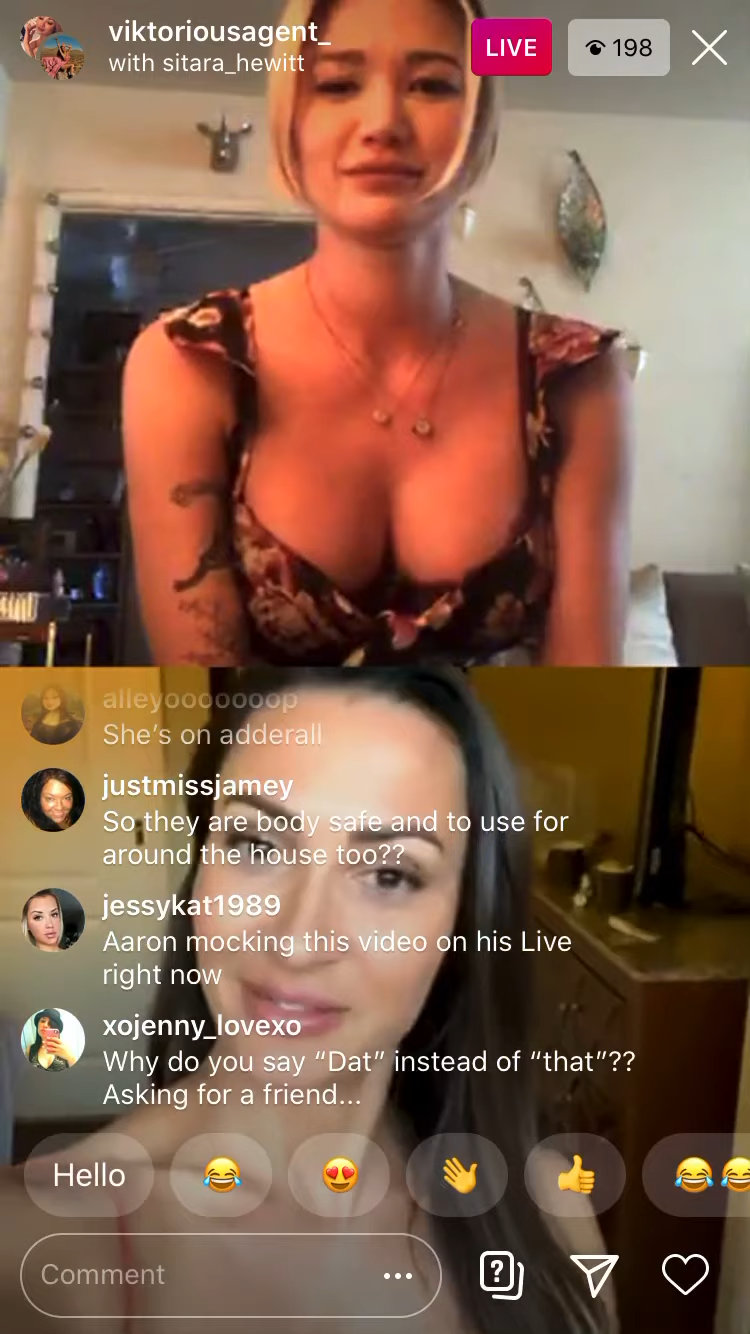 viktoriousagent_
with sitara_hewitt
LIVE
198
alleyooooooop
She's on adderall
justmissjamey
So they are body safe and to use for
around the house too??
jessykat1989
Aaron mocking this video on his Live
right now
xojenny_lovexo
Why do you say “Dat” instead of “that”??
Asking for a friend...
Hello
Comment